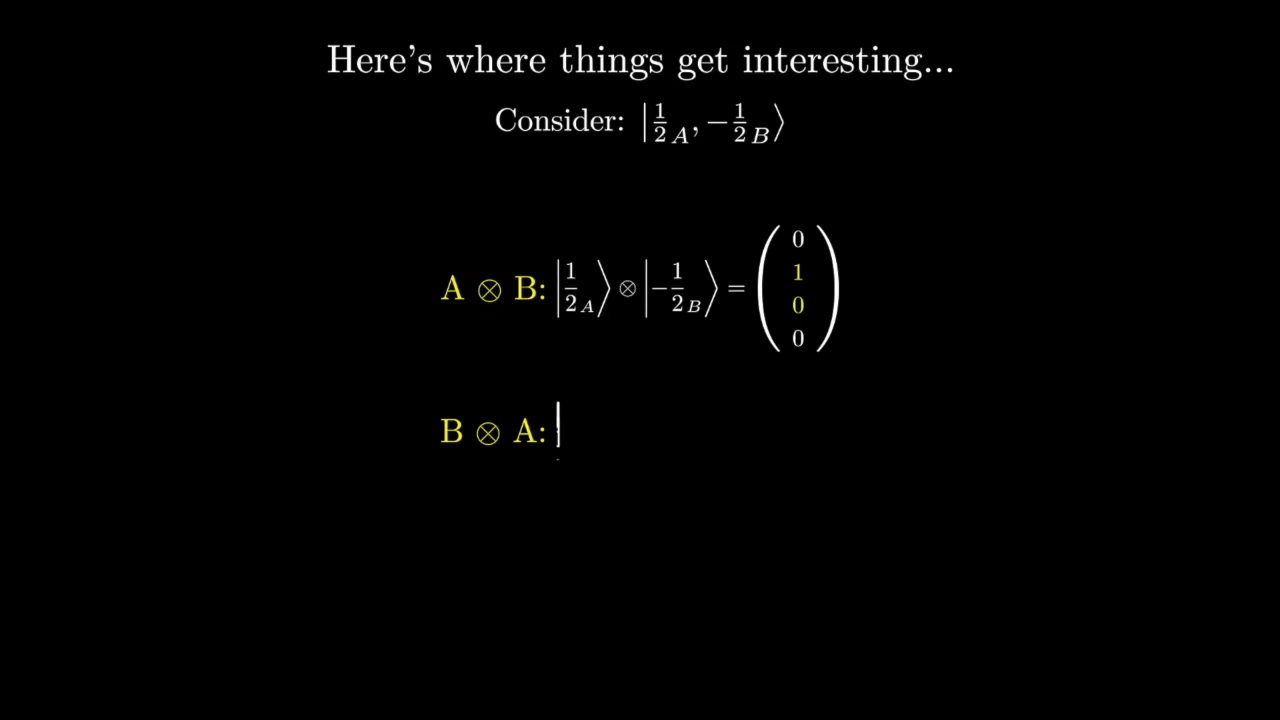 Here's where things get interesting...
Consider: |½_A, −½_B⟩
A ⊗ B: |½_A⟩ ⊗ |−½_B⟩ = (0 1 0 0)
B ⊗ A: |